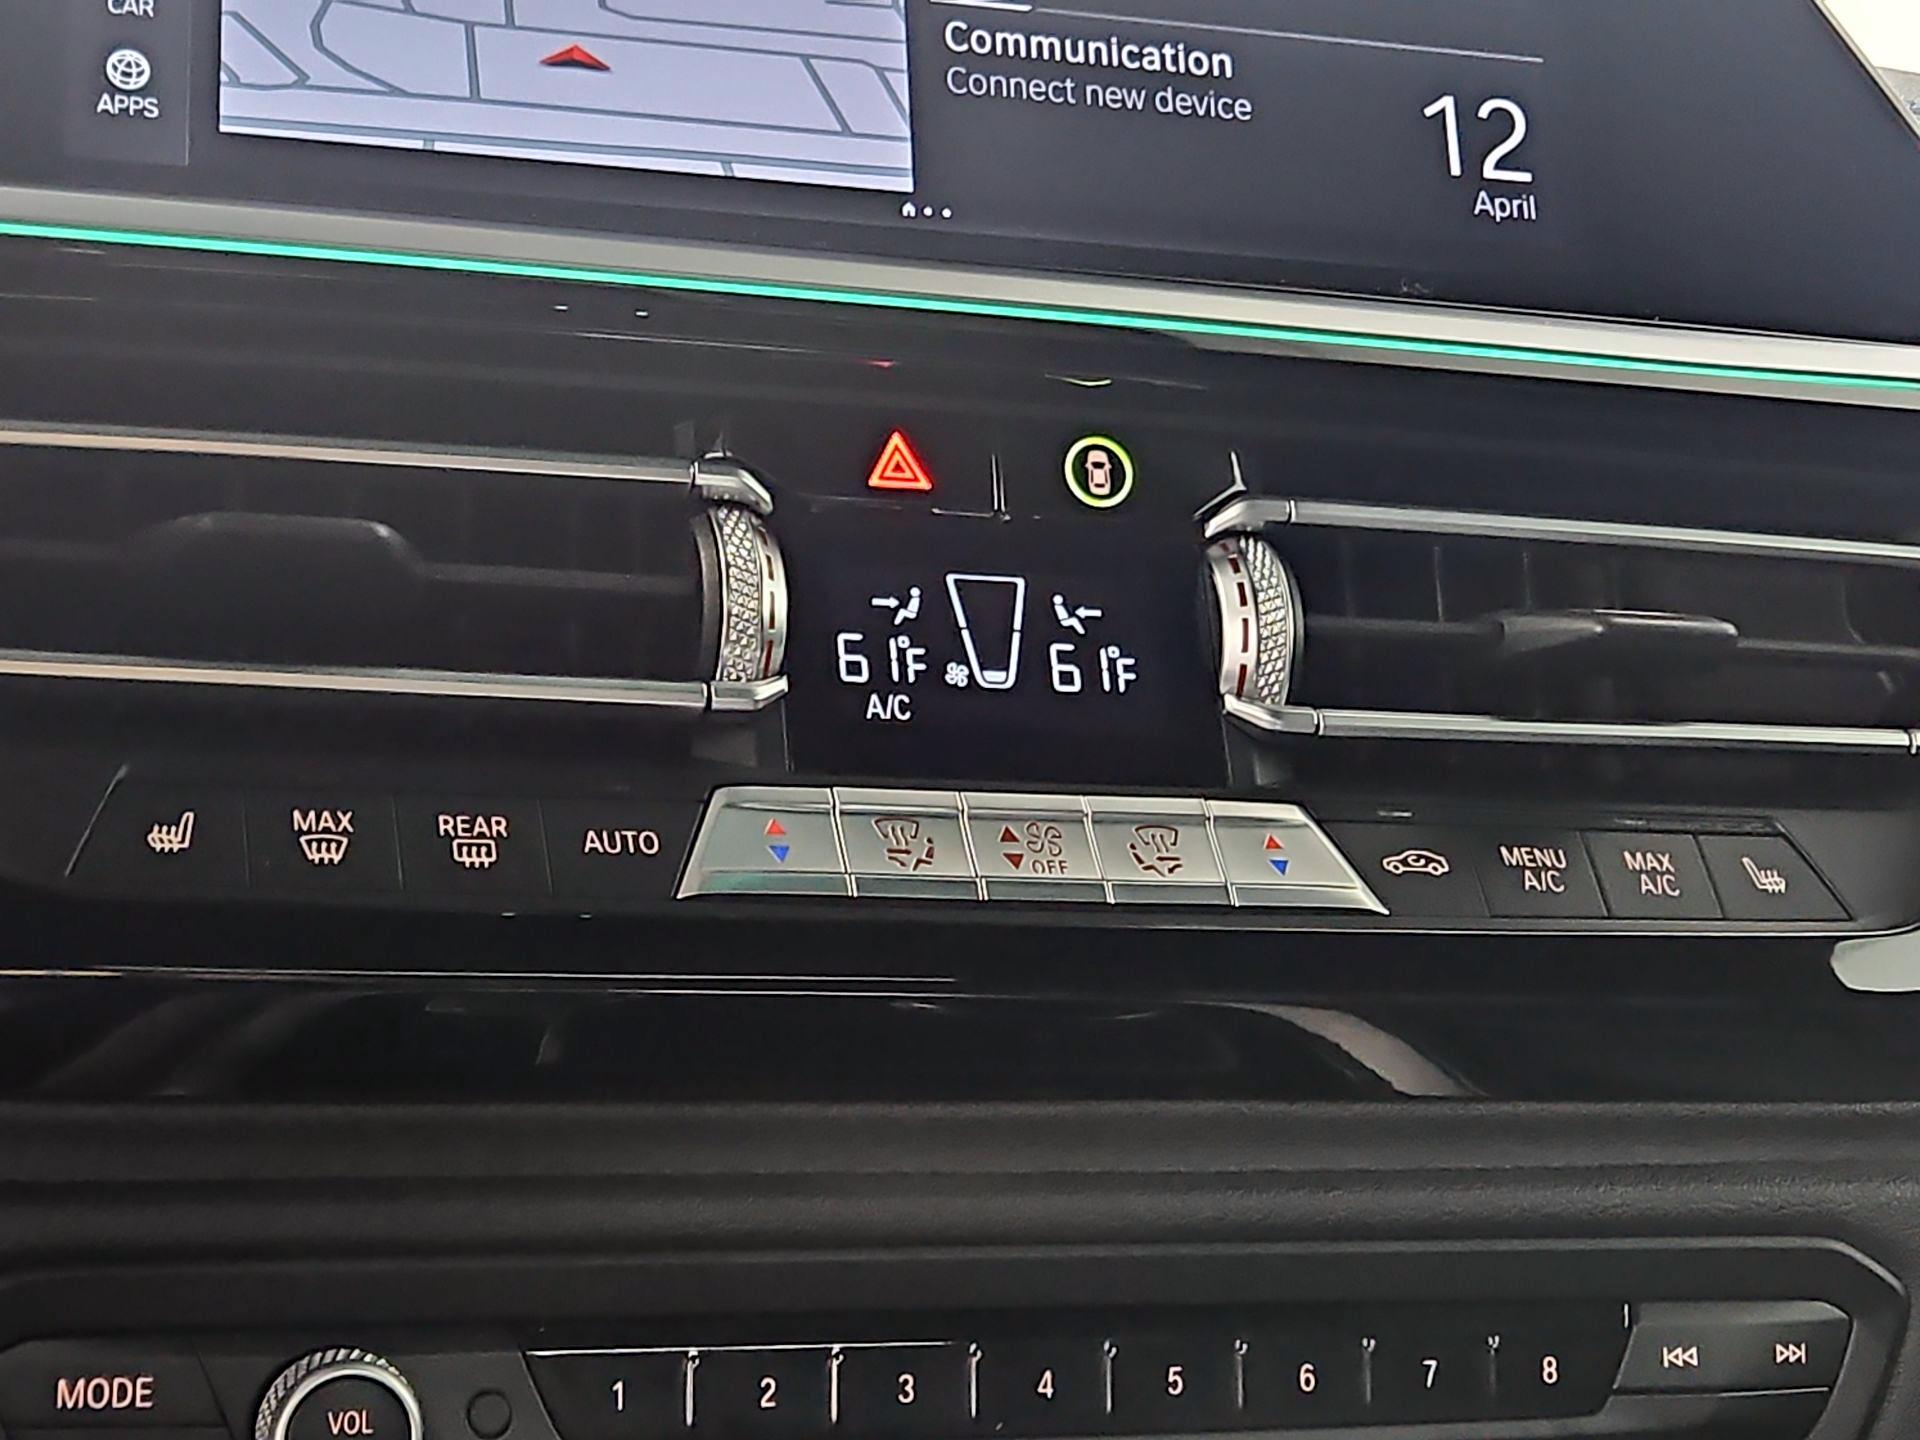 CAR
APPS
Communication
Connect new device
12
April
61°F
61°F
A/C
MAX
REAR
AUTO
OFF
MENU
A/C
MAX
A/C
MODE
VOL
1
2
3
4
5
6
7
8